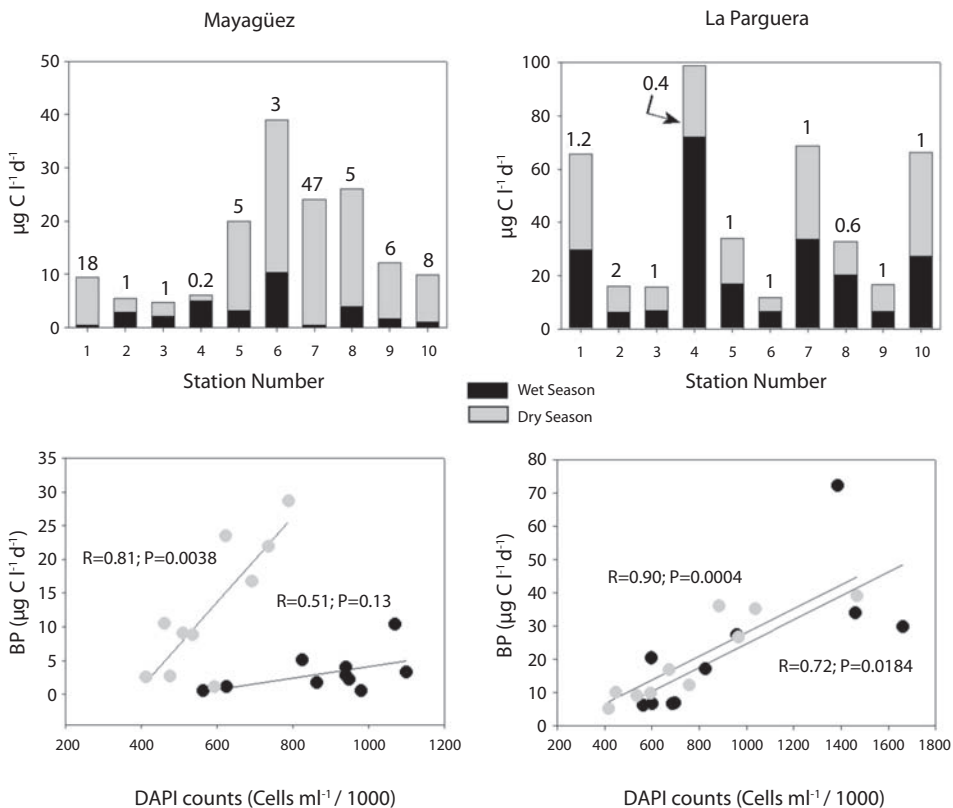 Mayagüez
La Parguera
µg C l⁻¹ d⁻¹
50
40
30
20
10
0
18
1
1
0.2
5
3
47
5
6
8
1 2 3 4 5 6 7 8 9 10
Station Number
µg C l⁻¹ d⁻¹
100
80
60
40
20
0
1.2
2
1
0.4
1
1
1
0.6
1
1
1 2 3 4 5 6 7 8 9 10
Station Number
Wet Season
Dry Season
BP (µg C l⁻¹ d⁻¹)
35
30
25
20
15
10
5
0
R=0.81; P=0.0038
R=0.51; P=0.13
200 400 600 800 1000 1200
DAPI counts (Cells ml⁻¹ / 1000)
BP (µg C l⁻¹ d⁻¹)
80
70
60
50
40
30
20
10
0
R=0.90; P=0.0004
R=0.72; P=0.0184
200 400 600 800 1000 1200 1400 1600 1800
DAPI counts (Cells ml⁻¹ / 1000)